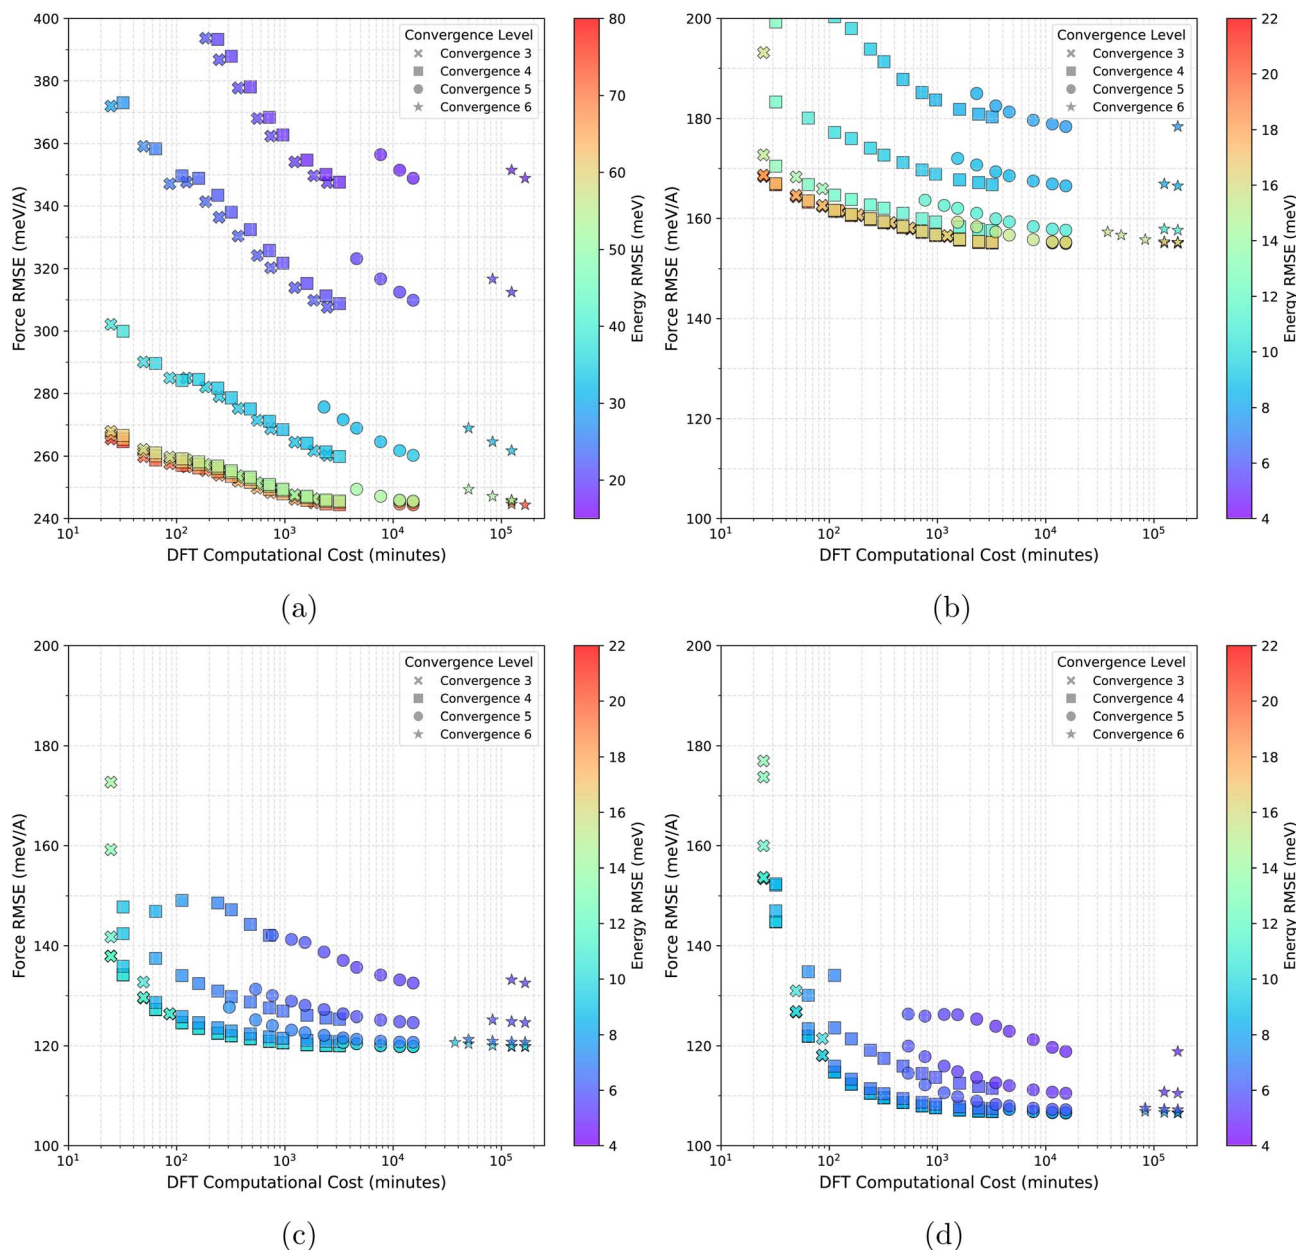 400
380
360
340
320
300
280
260
240
Force RMSE (meV/A)
10^1 10^2 10^3 10^4 10^5
DFT Computational Cost (minutes)
Convergence Level
Convergence 3
Convergence 4
Convergence 5
Convergence 6
80
70
60
50
40
30
20
Energy RMSE (meV)
(a)
200
180
160
140
120
100
Force RMSE (meV/A)
10^1 10^2 10^3 10^4 10^5
DFT Computational Cost (minutes)
Convergence Level
Convergence 3
Convergence 4
Convergence 5
Convergence 6
22
20
18
16
14
12
10
8
6
4
Energy RMSE (meV)
(b)
200
180
160
140
120
100
Force RMSE (meV/A)
10^1 10^2 10^3 10^4 10^5
DFT Computational Cost (minutes)
Convergence Level
Convergence 3
Convergence 4
Convergence 5
Convergence 6
22
20
18
16
14
12
10
8
6
4
Energy RMSE (meV)
(c)
200
180
160
140
120
100
Force RMSE (meV/A)
10^1 10^2 10^3 10^4 10^5
DFT Computational Cost (minutes)
Convergence Level
Convergence 3
Convergence 4
Convergence 5
Convergence 6
22
20
18
16
14
12
10
8
6
4
Energy RMSE (meV)
(d)